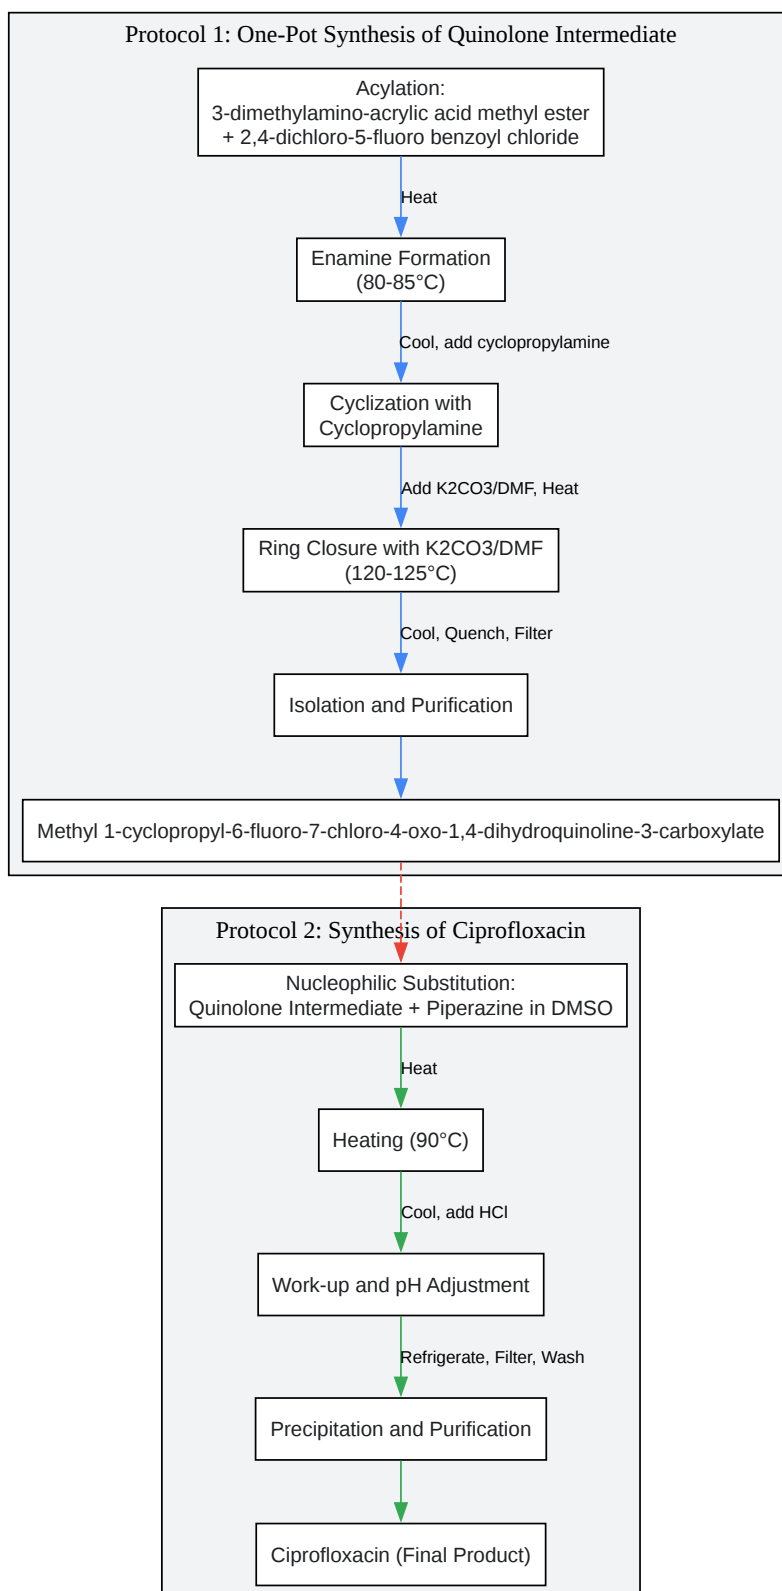 Protocol 1: One-Pot Synthesis of Quinolone Intermediate
Acylation:
3-dimethylamino-acrylic acid methyl ester
+ 2,4-dichloro-5-fluoro benzoyl chloride
Heat
Enamine Formation
(80-85°C)
Cool, add cyclopropylamine
Cyclization with
Cyclopropylamine
Add K2CO3/DMF, Heat
Ring Closure with K2CO3/DMF
(120-125°C)
Cool, Quench, Filter
Isolation and Purification
Methyl 1-cyclopropyl-6-fluoro-7-chloro-4-oxo-1,4-dihydroquinoline-3-carboxylate
Protocol 2: Synthesis of Ciprofloxacin
Nucleophilic Substitution:
Quinolone Intermediate + Piperazine in DMSO
Heat
Heating (90°C)
Cool, add HCl
Work-up and pH Adjustment
Refrigerate, Filter, Wash
Precipitation and Purification
Ciprofloxacin (Final Product)